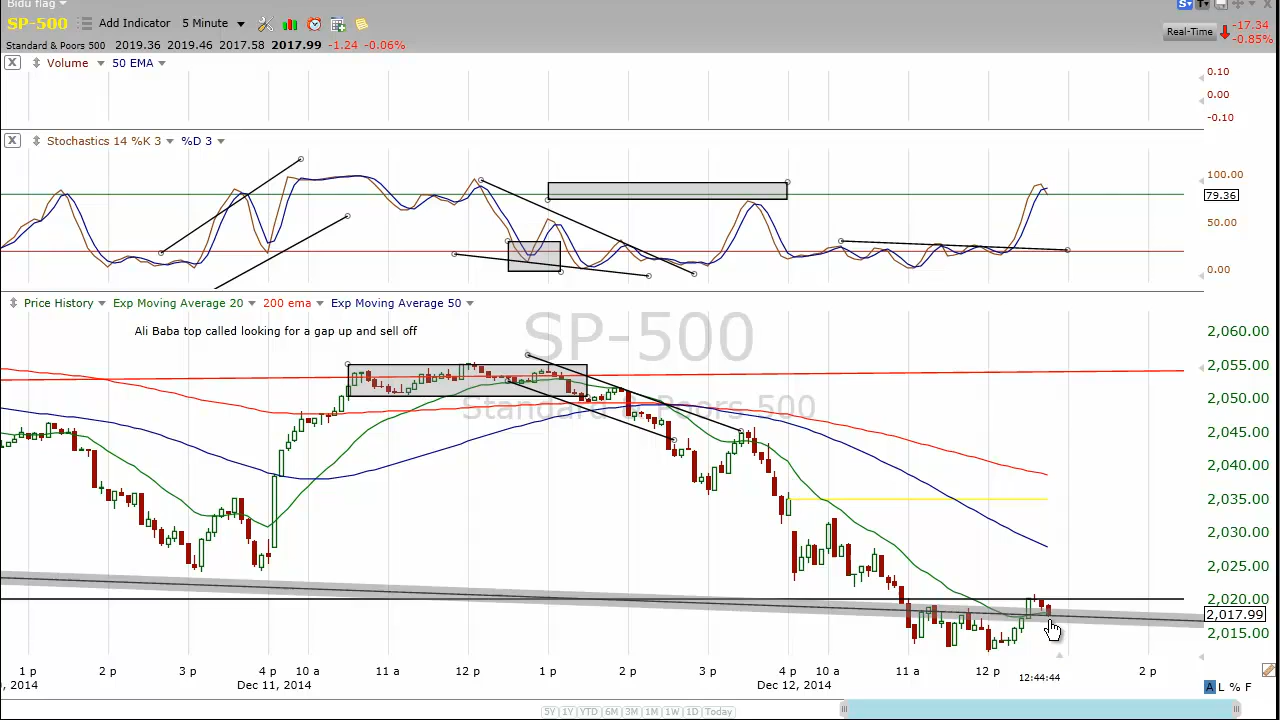 Bidu flag
S T
SP-500 Add Indicator 5 Minute
-17.34
Real-Time
-0.85%
Standard & Poors 500 2019.36 2019.46 2017.58 2017.99 -1.24 -0.06%
X Volume 50 EMA
0.10
0.00
-0.10
X Stochastics 14 %K 3 %D 3
100.00
79.36
50.00
0.00
Price History Exp Moving Average 20 200 ema Exp Moving Average 50
Ali Baba top called looking for a gap up and sell off
SP-500
Standard & Poors 500
2,060.00
2,055.00
2,050.00
2,045.00
2,040.00
2,035.00
2,030.00
2,025.00
2,020.00
2,017.99
2,015.00
1 p 2 p 3 p 4 p 10 a 11 a 12 p 1 p 2 p 3 p 4 p 10 a 11 a 12 p 12:44:44 2 p
, 2014 Dec 11, 2014 Dec 12, 2014
A L % F
5Y 1Y YTD 6M 3M 1M 1W 1D Today